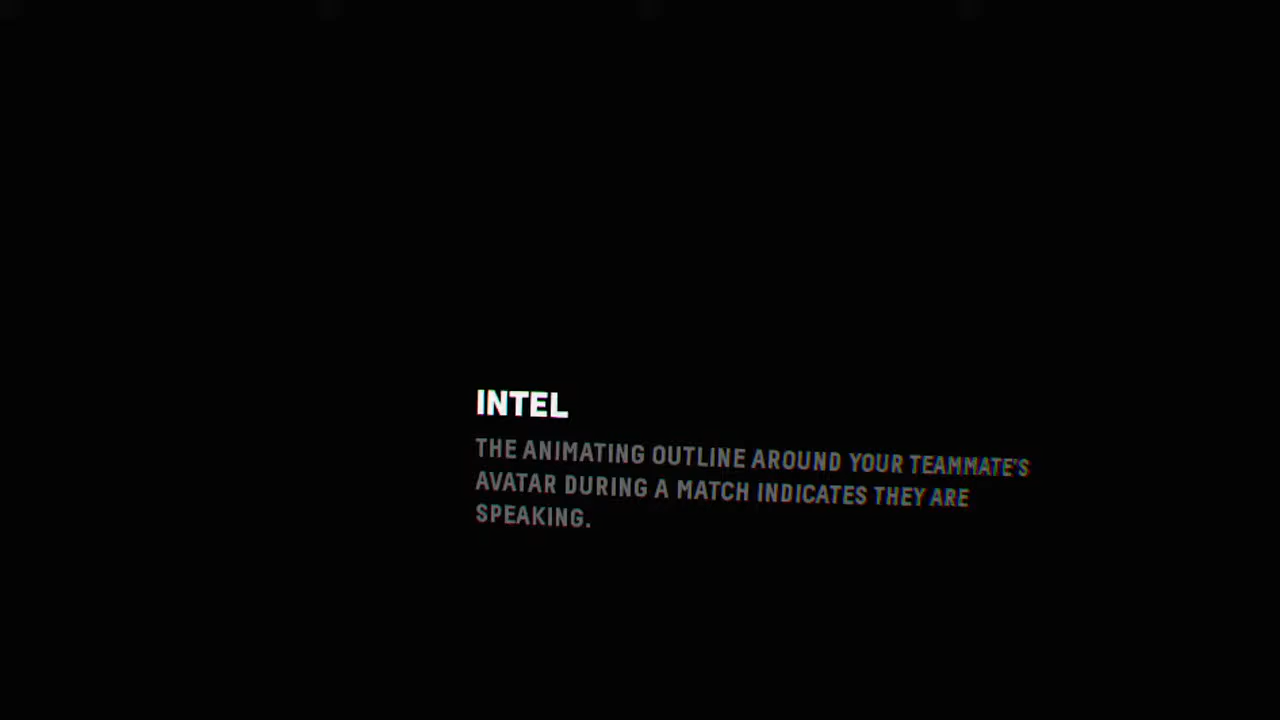 INTEL
THE ANIMATING OUTLINE AROUND YOUR TEAMMATE'S
AVATAR DURING A MATCH INDICATES THEY ARE
SPEAKING.